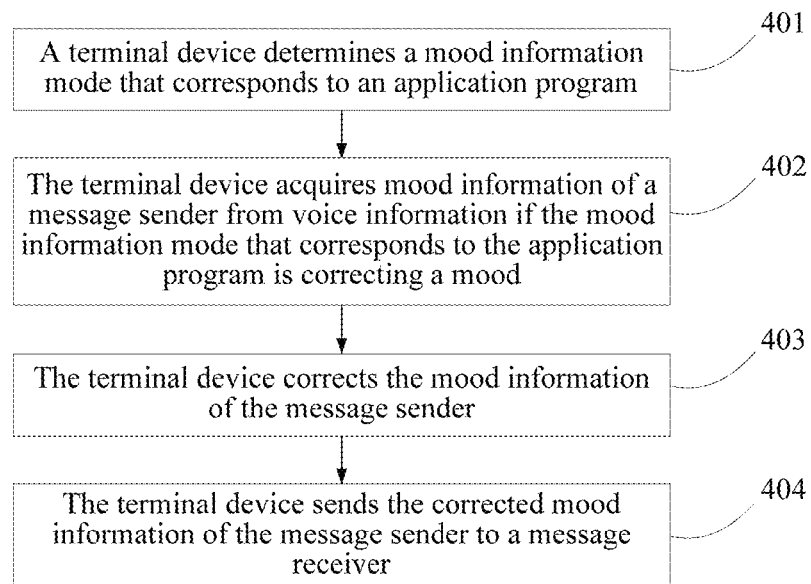 401
A terminal device determines a mood information
mode that corresponds to an application program
402
The terminal device acquires mood information of a
message sender from voice information if the mood
information mode that corresponds to the application
program is correcting a mood
403
The terminal device corrects the mood information
of the message sender
404
The terminal device sends the corrected mood
information of the message sender to a message
receiver